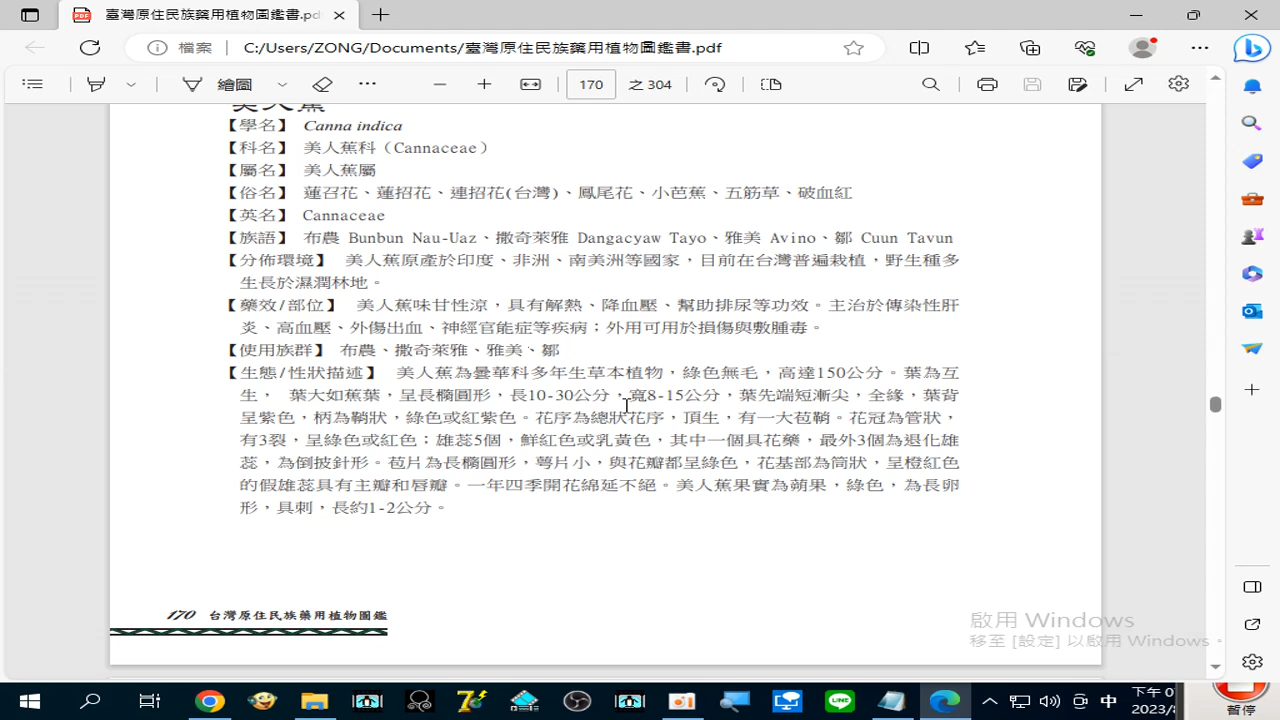 臺灣原住民族藥用植物圖鑑書.pd
檔案 C:/Users/ZONG/Documents/臺灣原住民族藥用植物圖鑑書.pdf
繪圖 170 之 304
美人蕉
【學名】 Canna indica
【科名】 美人蕉科（Cannaceae）
【屬名】 美人蕉屬
【俗名】 蓮召花、蓮招花、連招花(台灣)、鳳尾花、小芭蕉、五筋草、破血紅
【英名】 Cannaceae
【族語】 布農 Bunbun Nau-Uaz、撒奇萊雅 Dangacyaw Tayo、雅美 Avino、鄒 Cuun Tavun
【分佈環境】 美人蕉原產於印度、非洲、南美洲等國家，目前在台灣普遍栽植，野生種多
生長於濕潤林地。
【藥效/部位】 美人蕉味甘性涼，具有解熱、降血壓、幫助排尿等功效。主治於傳染性肝
炎、高血壓、外傷出血、神經官能症等疾病；外用可用於損傷與敷腫毒。
【使用族群】 布農、撒奇萊雅、雅美、鄒
【生態/性狀描述】 美人蕉為曇華科多年生草本植物，綠色無毛，高達150公分。葉為互
生， 葉大如蕉葉，呈長橢圓形，長10-30公分，寬8-15公分，葉先端短漸尖，全緣，葉背
呈紫色，柄為鞘狀，綠色或紅紫色。花序為總狀花序，頂生，有一大苞鞘。花冠為管狀，
有3裂，呈綠色或紅色；雄蕊5個，鮮紅色或乳黃色，其中一個具花藥，最外3個為退化雄
蕊，為倒披針形。苞片為長橢圓形，萼片小，與花瓣都呈綠色，花基部為筒狀，呈橙紅色
的假雄蕊具有主瓣和唇瓣。一年四季開花綿延不絕。美人蕉果實為蒴果，綠色，為長卵
形，具刺，長約1-2公分。
170 台灣原住民族藥用植物圖鑑
啟用 Windows
移至 [設定] 以啟用 Windows。
中 下午 0
2023/8
暫停